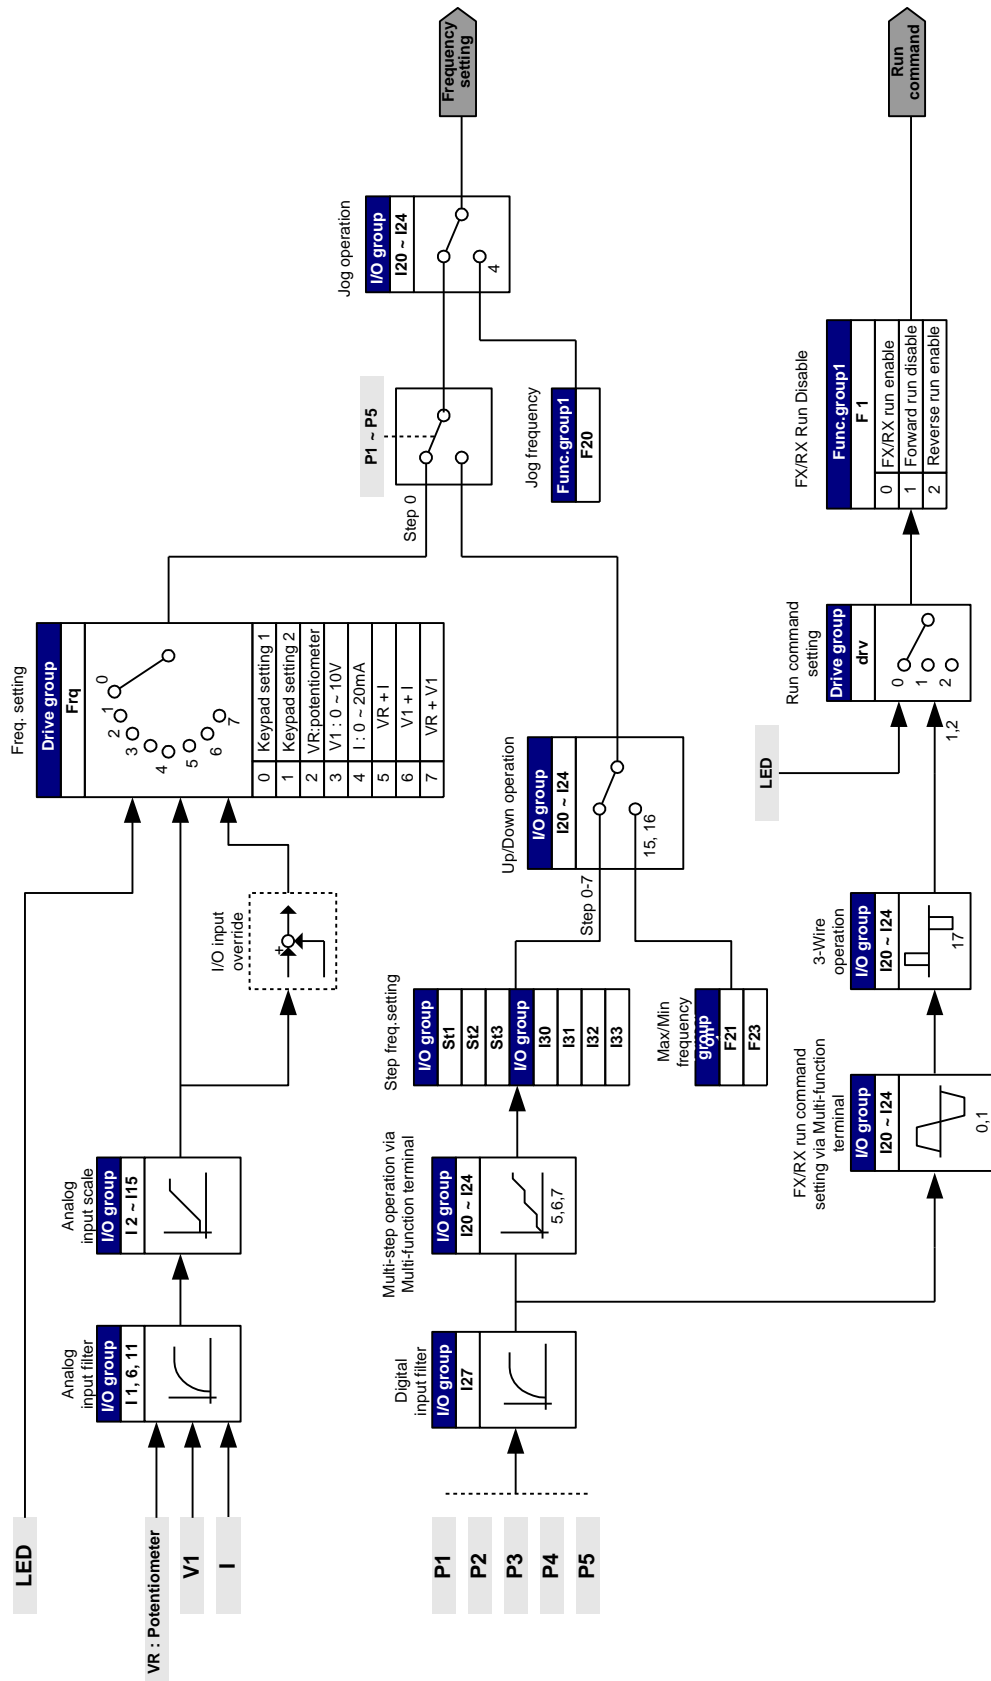 LED
VR : Potentiometer
V1
I
Analog
input filter
I/O group
I 1, 6, 11
Analog
input scale
I/O group
I 2 ~ I15
I/O input
override
+
Freq. setting
Drive group
Frq
0
1
2
3
4
5
6
7
0 Keypad setting 1
1 Keypad setting 2
2 VR:potentiometer
3 V1 : 0 ~ 10V
4 I : 0 ~ 20mA
5 VR + I
6 V1 + I
7 VR + V1
P1
P2
P3
P4
P5
Digital
input filter
I/O group
I27
Multi-step operation via
Multi-function terminal
I/O group
I20 ~ I24
5,6,7
Step freq.setting
I/O group
St1
St2
St3
I/O group
I30
I31
I32
I33
Max/Min
frequency
group
F21
F23
Up/Down operation
I/O group
I20 ~ I24
Step 0-7
15, 16
Step 0
P1 ~ P5
Jog frequency
Func.group1
F20
Jog operation
I/O group
I20 ~ I24
4
Frequency
setting
FX/RX run command
setting via Multi-function
terminal
I/O group
I20 ~ I24
0,1
3-Wire
operation
I/O group
I20 ~ I24
17
LED
Run command
setting
Drive group
drv
0
1
2
1,2
FX/RX Run Disable
Func.group1
F 1
0 FX/RX run enable
1 Forward run disable
2 Reverse run enable
Run
command